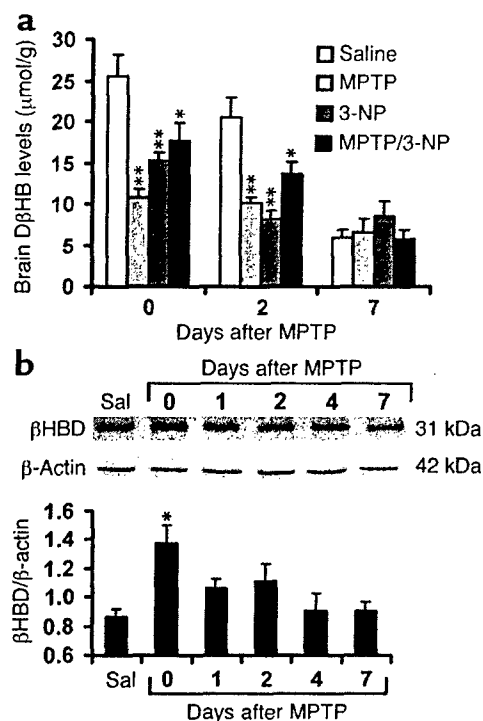 a
Brain DβHB levels (μmol/g)
30
25
20
15
10
5
0
Saline
MPTP
3-NP
MPTP/3-NP
** ** *
** ** *
0 2 7
Days after MPTP
b
Days after MPTP
Sal 0 1 2 4 7
βHBD 31 kDa
β-Actin 42 kDa
βHBD/β-actin
1.6
1.4
1.2
1.0
0.8
0.6
*
Sal 0 1 2 4 7
Days after MPTP